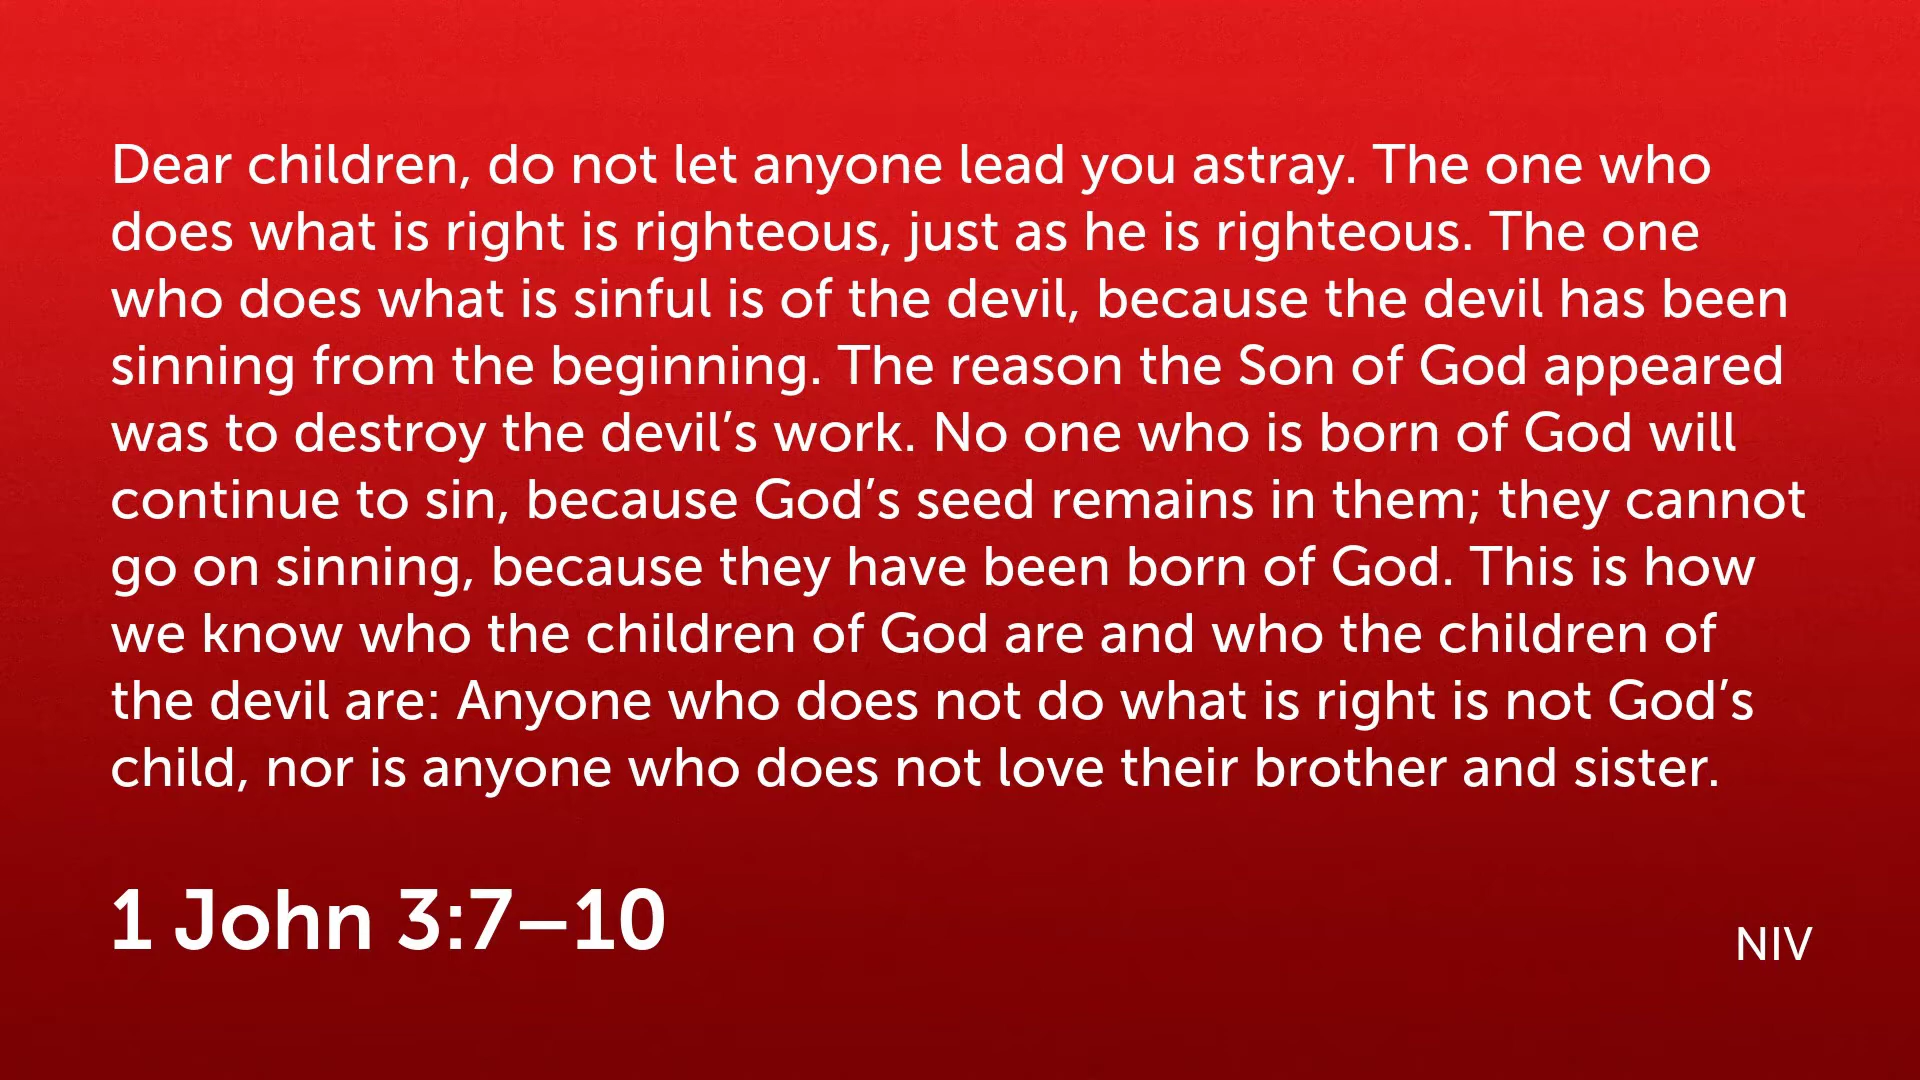 Dear children, do not let anyone lead you astray. The one who
does what is right is righteous, just as he is righteous. The one
who does what is sinful is of the devil, because the devil has been
sinning from the beginning. The reason the Son of God appeared
was to destroy the devil’s work. No one who is born of God will
continue to sin, because God’s seed remains in them; they cannot
go on sinning, because they have been born of God. This is how
we know who the children of God are and who the children of
the devil are: Anyone who does not do what is right is not God’s
child, nor is anyone who does not love their brother and sister.
1 John 3:7–10
NIV